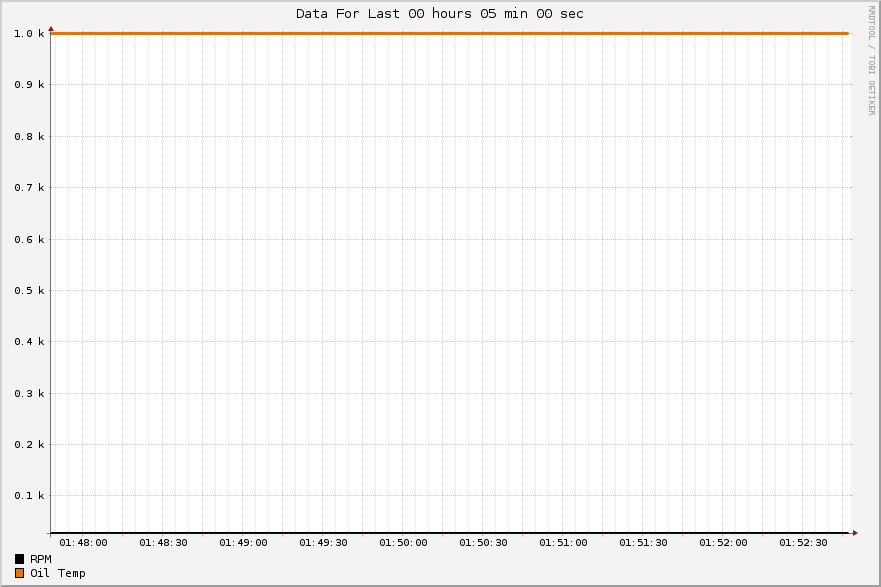 Data For Last 00 hours 05 min 00 sec
RRDTOOL / TOBI OETIKER
1.0 k
0.9 k
0.8 k
0.7 k
0.6 k
0.5 k
0.4 k
0.3 k
0.2 k
0.1 k
01:48:00 01:48:30 01:49:00 01:49:30 01:50:00 01:50:30 01:51:00 01:51:30 01:52:00 01:52:30
RPM
Oil Temp